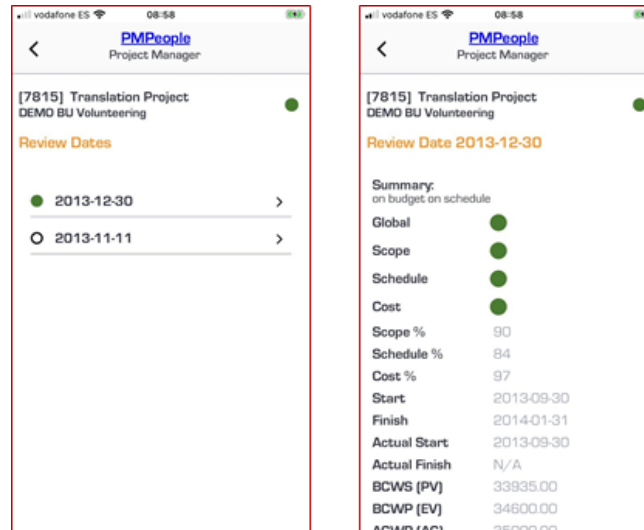 vodafone ES 08:58
PMPeople
Project Manager
[7815] Translation Project
DEMO BU Volunteering
Review Dates
2013-12-30
2013-11-11
vodafone ES 08:58
PMPeople
Project Manager
[7815] Translation Project
DEMO BU Volunteering
Review Date 2013-12-30
Summary:
on budget on schedule
Global
Scope
Schedule
Cost
Scope % 90
Schedule % 84
Cost % 97
Start 2013-09-30
Finish 2014-01-31
Actual Start 2013-09-30
Actual Finish N/A
BCWS (PV) 33935.00
BCWP (EV) 34600.00
ACWP (AC) 35000.00